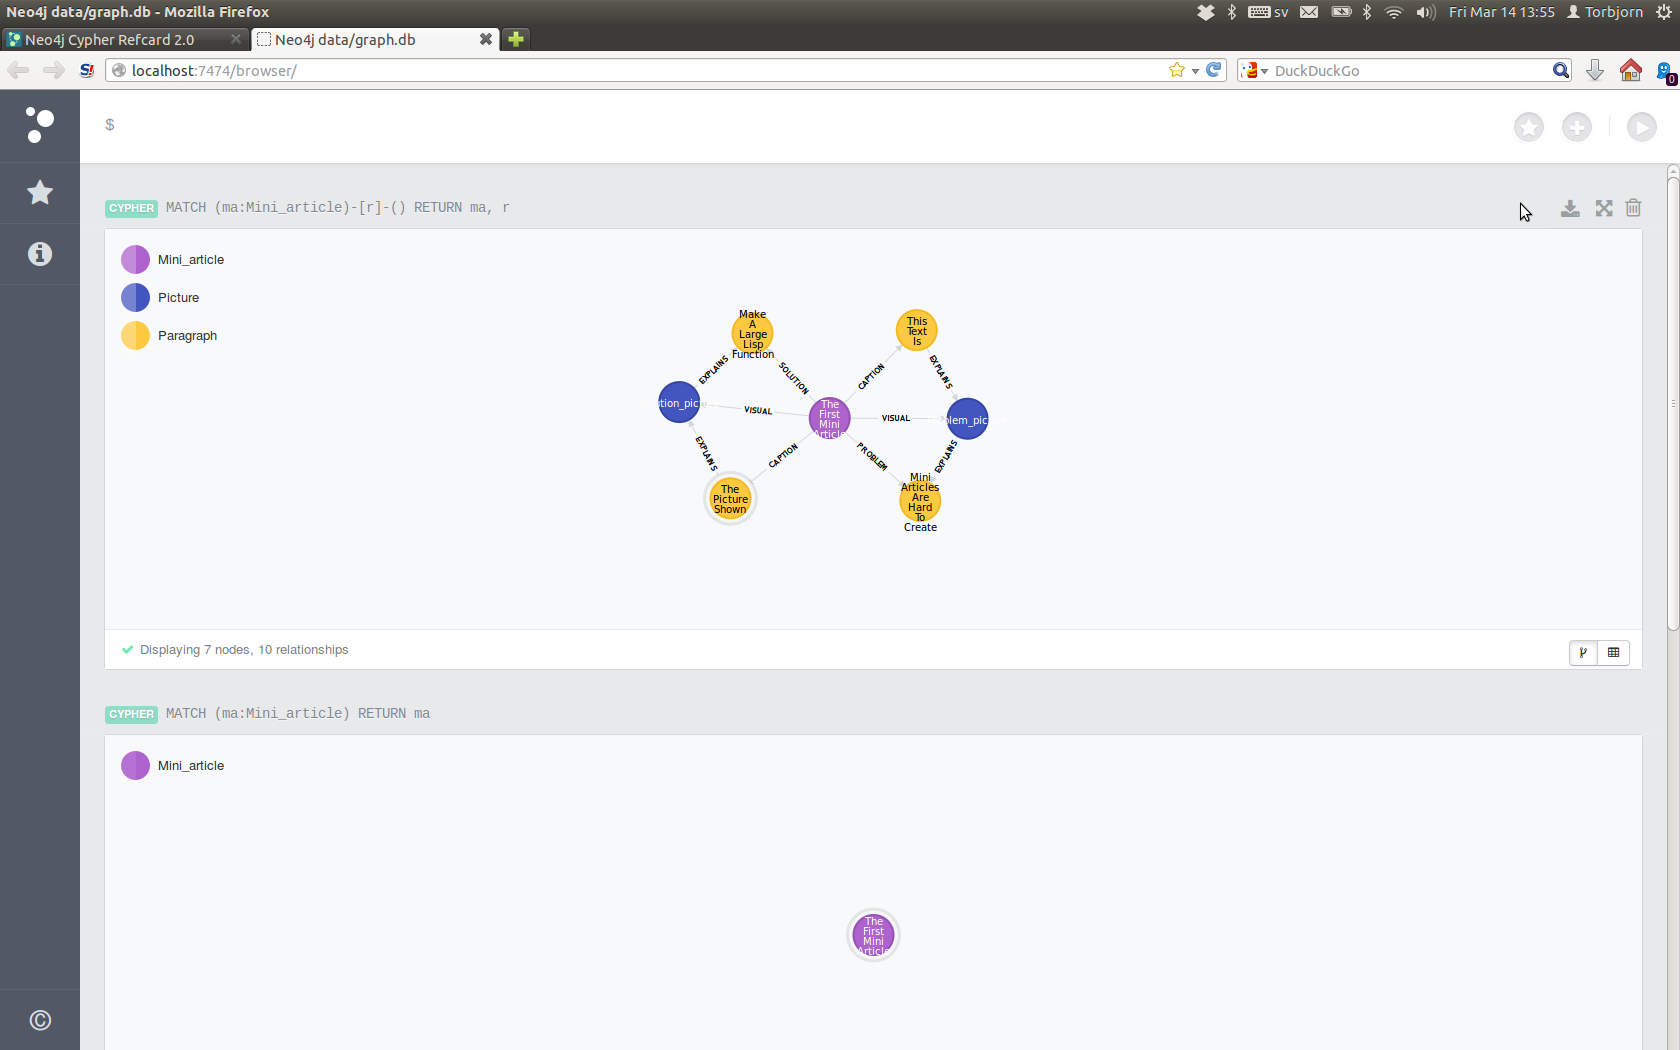 Neo4j data/graph.db - Mozilla Firefox
sv
Fri Mar 14 13:55
Torbjorn
Neo4j Cypher Refcard 2.0
Neo4j data/graph.db
localhost:7474/browser/
DuckDuckGo
0
$
CYPHER MATCH (ma:Mini_article)-[r]-() RETURN ma, r
Mini_article
Picture
Paragraph
Make
A
Large
Lisp
Function
This
Text
Is
EXPLAINS
SOLUTION
CAPTION
EXPLAINS
VISUAL
The
First
Mini
Article
VISUAL
EXPLAINS
CAPTION
PROBLEM
EXPLAINS
The
Picture
Shown
Mini
Articles
Are
Hard
To
Create
Displaying 7 nodes, 10 relationships
CYPHER MATCH (ma:Mini_article) RETURN ma
Mini_article
The
First
Mini
Article
©